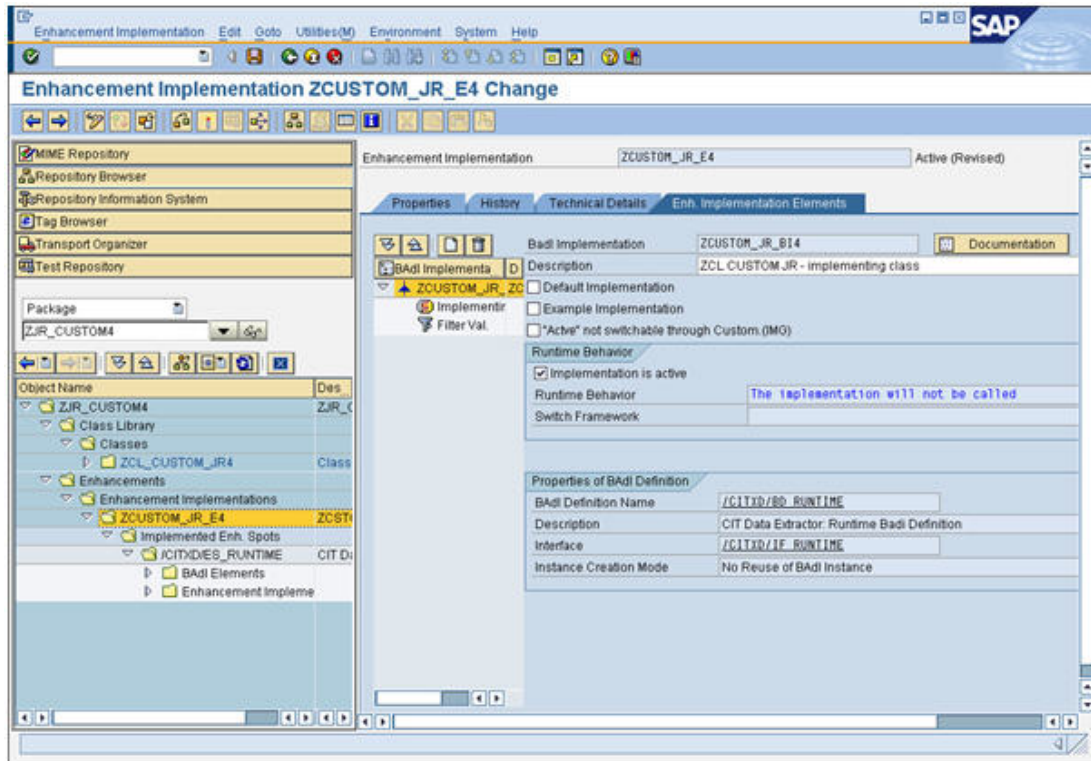 Enhancement Implementation Edit Goto Utilities(M) Environment System Help
SAP
Enhancement Implementation ZCUSTOM_JR_E4 Change
MIME Repository
Repository Browser
Repository Information System
Tag Browser
Transport Organizer
Test Repository
Package
ZJR_CUSTOM4
Object Name Des
ZJR_CUSTOM4 ZJR_C
Class Library
Classes
ZCL_CUSTOM_JR4 Class
Enhancements
Enhancement Implementations
ZCUSTOM_JR_E4 ZCST
Implemented Enh. Spots
/CITXD/ES_RUNTIME CIT D
BAdI Elements
Enhancement Impleme
Enhancement Implementation ZCUSTOM_JR_E4 Active (Revised)
Properties History Technical Details Enh. Implementation Elements
BAdI Implementa D
ZCUSTOM_JR_ ZC
Implementir
Filter Val.
BadI Implementation ZCUSTOM_JR_BI4 Documentation
Description ZCL CUSTOM JR - implementing class
Default Implementation
Example Implementation
"Active" not switchable through Custom.(IMG)
Runtime Behavior
Implementation is active
Runtime Behavior The implementation will not be called
Switch Framework
Properties of BAdI Definition
BAdI Definition Name /CITXD/BD_RUNTIME
Description CIT Data Extractor: Runtime Badi Definition
Interface /CITXD/IF_RUNTIME
Instance Creation Mode No Reuse of BAdI Instance